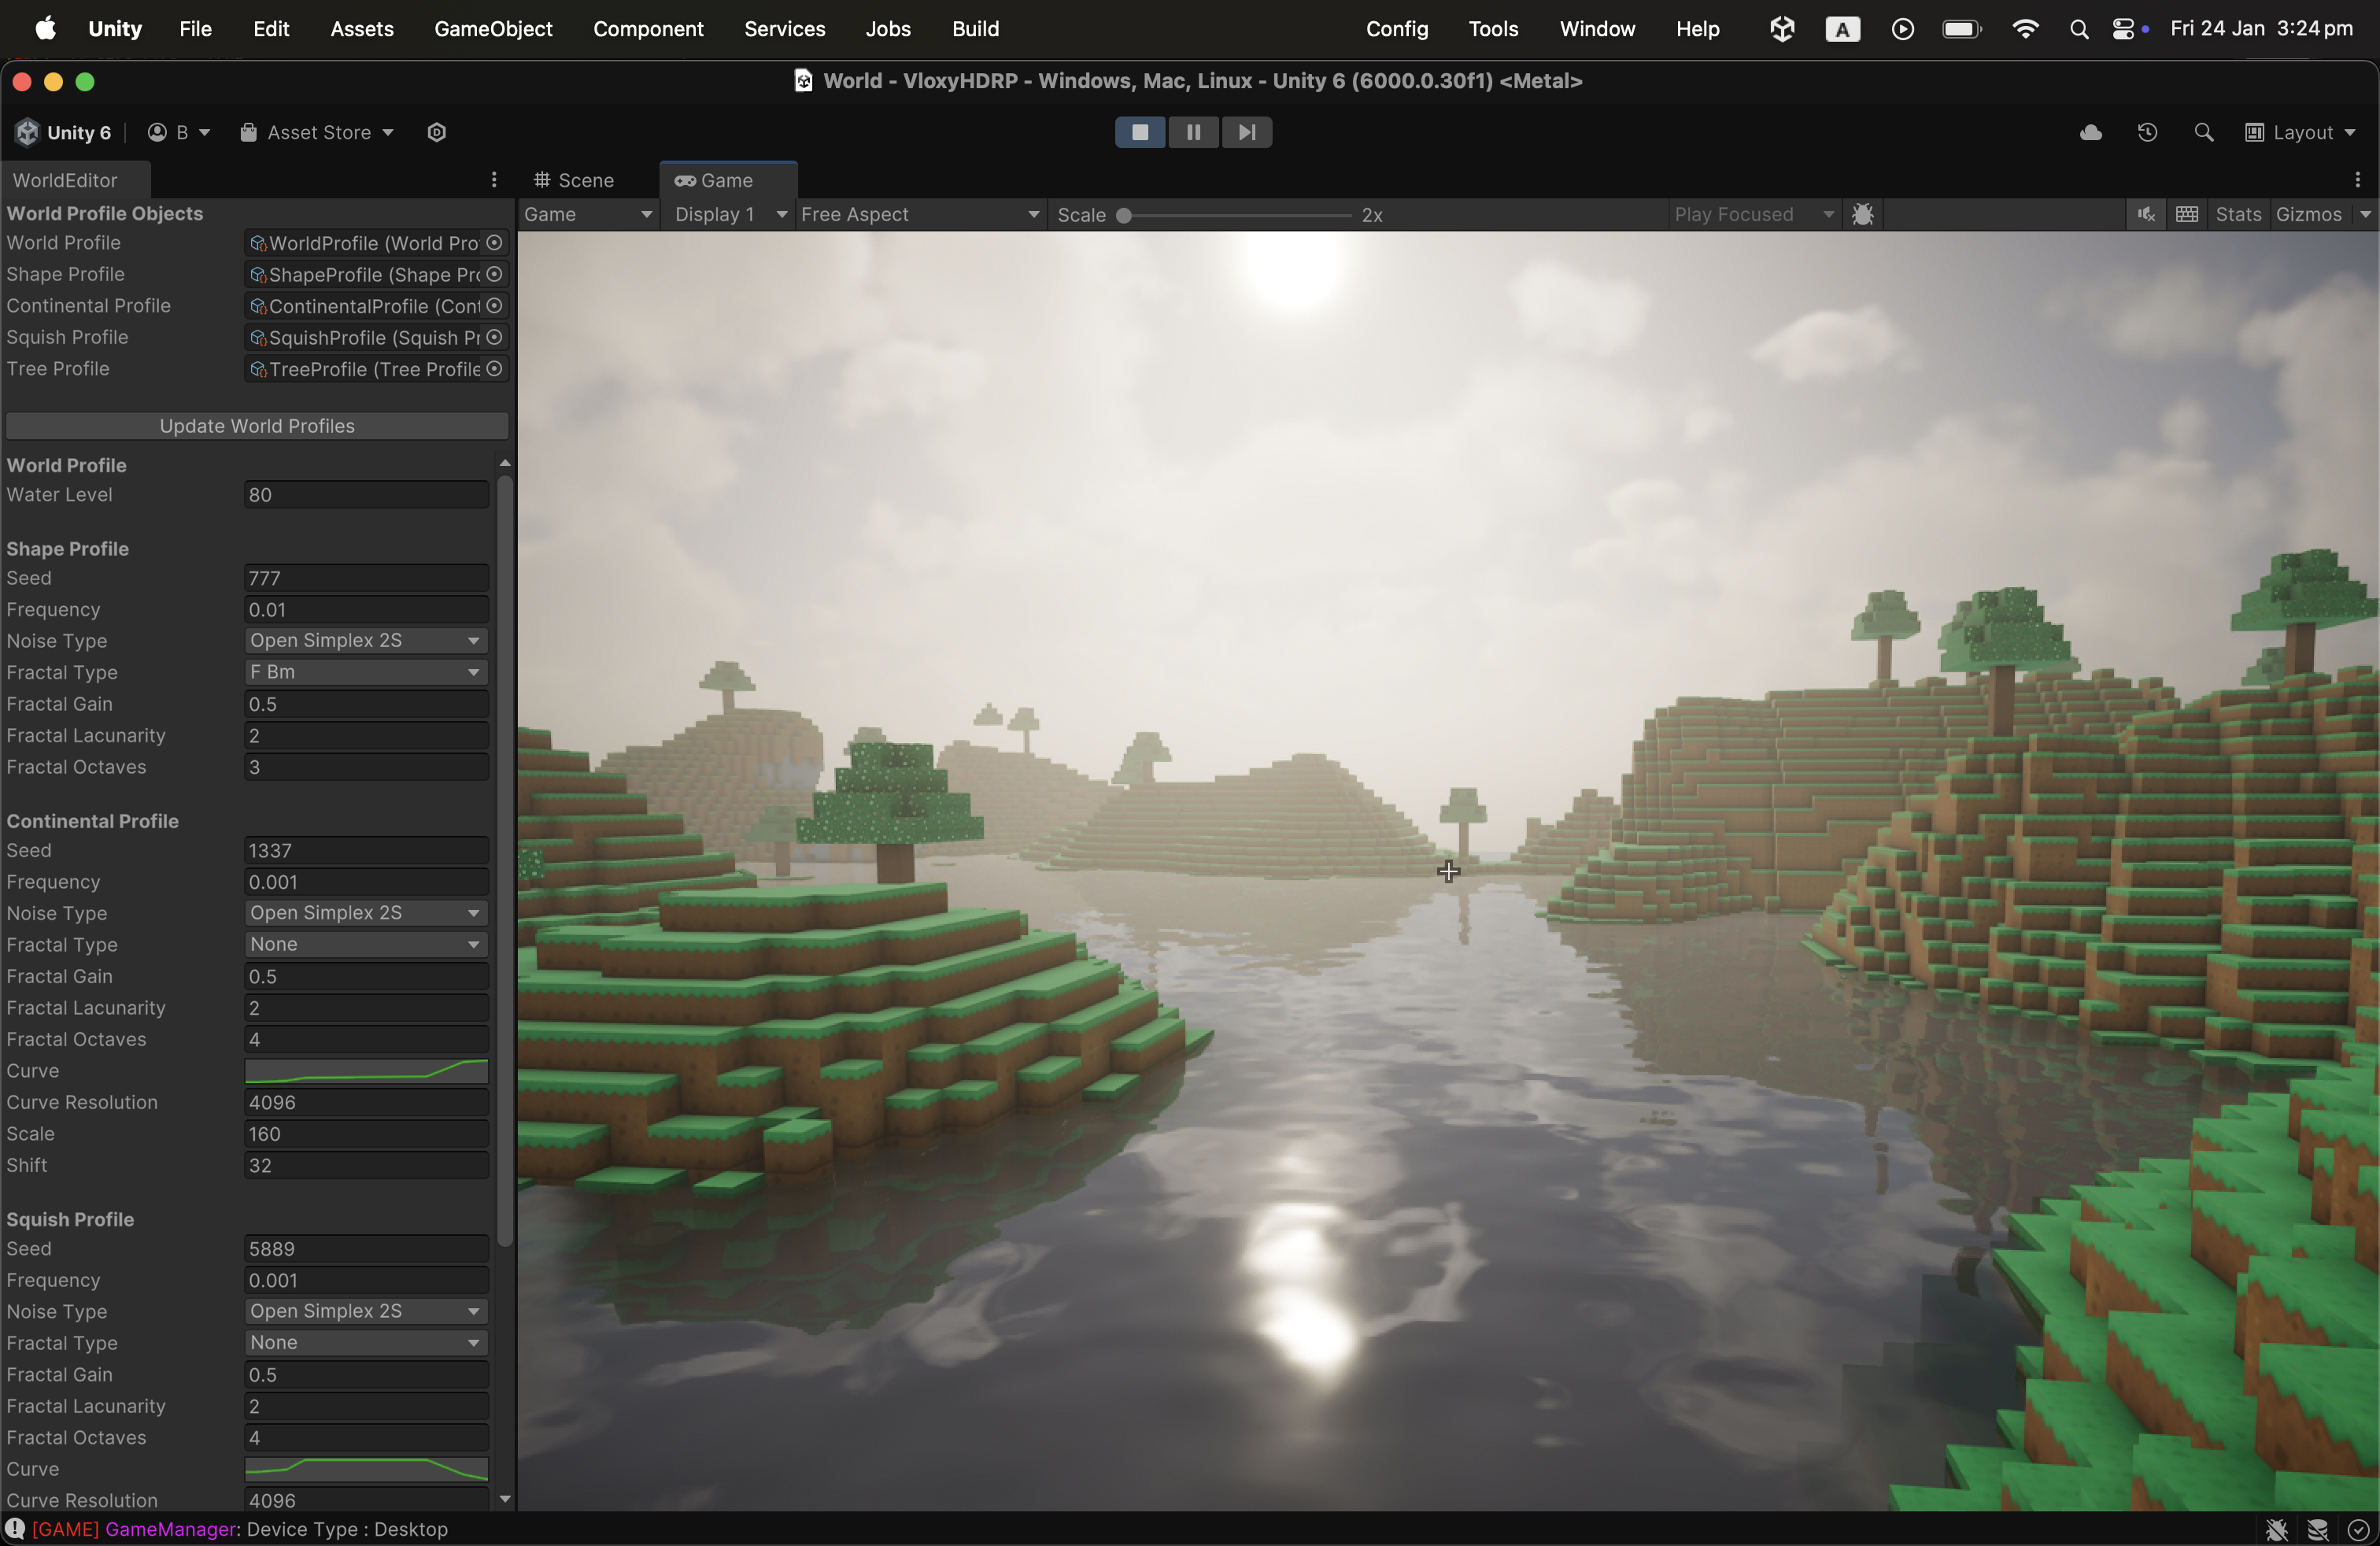 Unity File Edit Assets GameObject Component Services Jobs Build Config Tools Window Help A Fri 24 Jan 3:24 pm
World - VloxyHDRP - Windows, Mac, Linux - Unity 6 (6000.0.30f1) <Metal>
Unity 6 B Asset Store Layout
WorldEditor Scene Game
Game Display 1 Free Aspect Scale 2x Play Focused Stats Gizmos
World Profile Objects
World Profile WorldProfile (World Pro
Shape Profile ShapeProfile (Shape Pro
Continental Profile ContinentalProfile (Cont
Squish Profile SquishProfile (Squish Pr
Tree Profile TreeProfile (Tree Profile
Update World Profiles
World Profile
Water Level 80
Shape Profile
Seed 777
Frequency 0.01
Noise Type Open Simplex 2S
Fractal Type F Bm
Fractal Gain 0.5
Fractal Lacunarity 2
Fractal Octaves 3
Continental Profile
Seed 1337
Frequency 0.001
Noise Type Open Simplex 2S
Fractal Type None
Fractal Gain 0.5
Fractal Lacunarity 2
Fractal Octaves 4
Curve
Curve Resolution 4096
Scale 160
Shift 32
Squish Profile
Seed 5889
Frequency 0.001
Noise Type Open Simplex 2S
Fractal Type None
Fractal Gain 0.5
Fractal Lacunarity 2
Fractal Octaves 4
Curve
Curve Resolution 4096
[GAME] GameManager: Device Type : Desktop